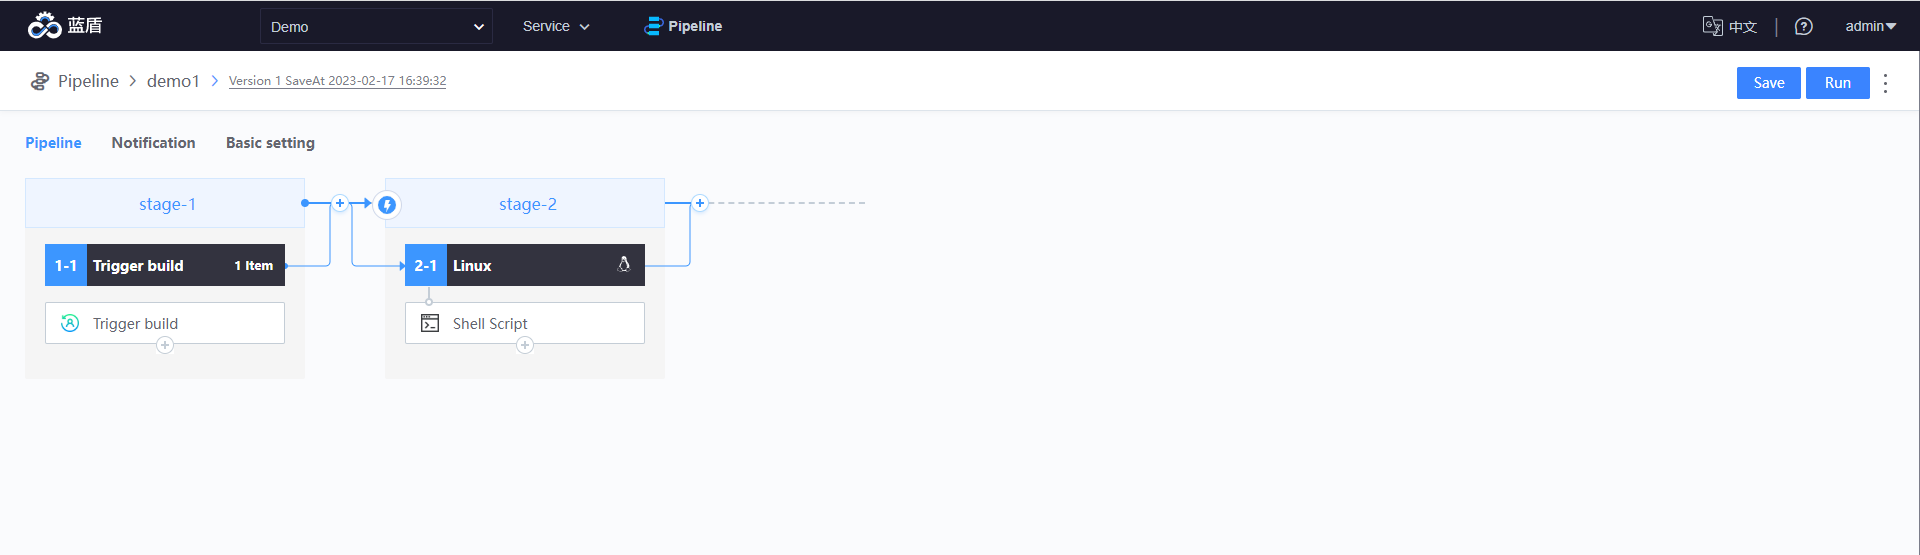 蓝盾 Demo Service Pipeline 中文 admin
Pipeline demo1 Version 1 SaveAt 2023-02-17 16:39:32 Save Run
Pipeline Notification Basic setting
stage-1 stage-2
1-1 Trigger build 1 Item 2-1 Linux
Trigger build Shell Script